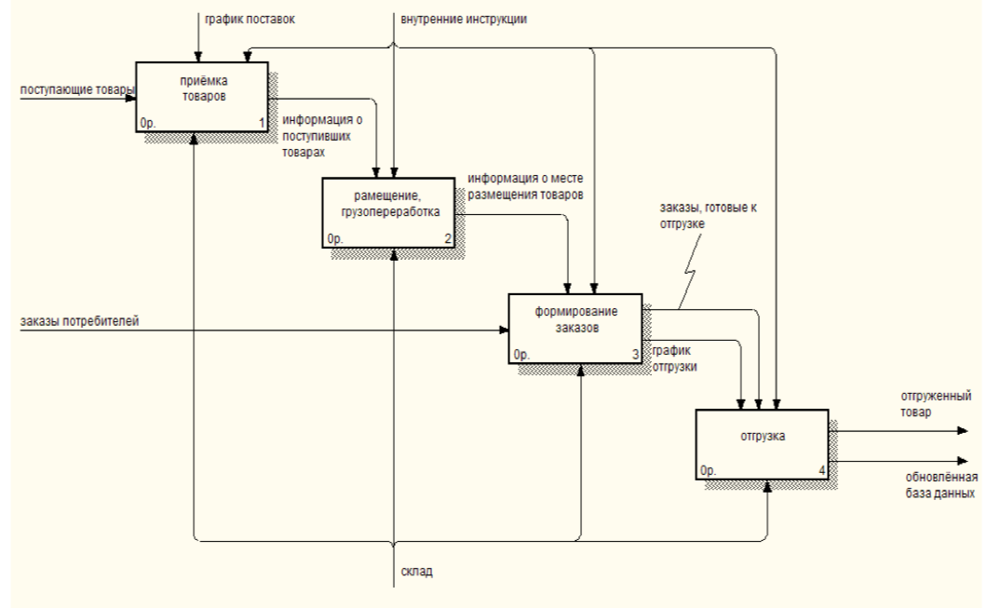 график поставок
внутренние инструкции
поступающие товары
приёмка
товаров
0р.
1
информация о
поступивших
товарах
рамещение,
грузопереработка
0р.
2
информация о месте
размещения товаров
заказы, готовые к
отгрузке
заказы потребителей
формирование
заказов
0р.
3
график
отгрузки
отгрузка
0р.
4
отгруженный
товар
обновлённая
база данных
склад